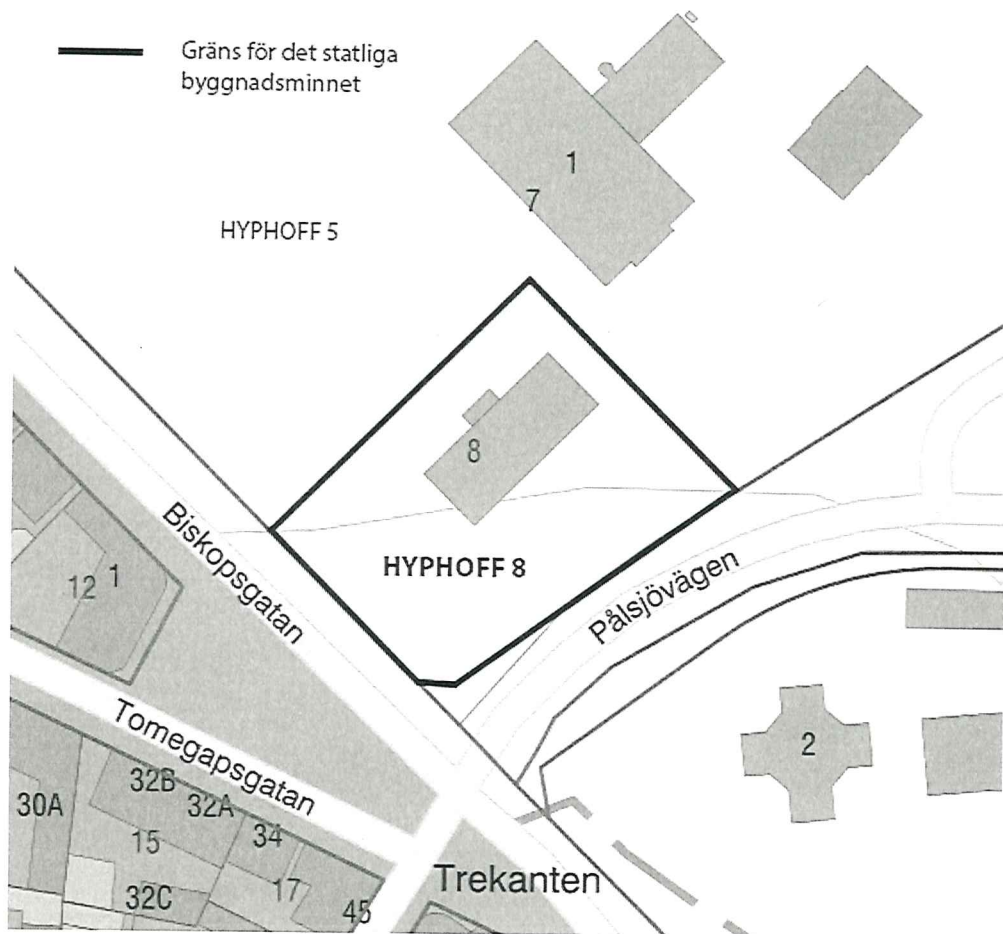 Gräns för det statliga
byggnadsminnet
1
7
HYPHOFF 5
8
HYPHOFF 8
Biskopsgatan
Pålsjövägen
12 1
Tomegapsgatan
2
30A
32B
32A
15
34
32C
17
45
Trekanten